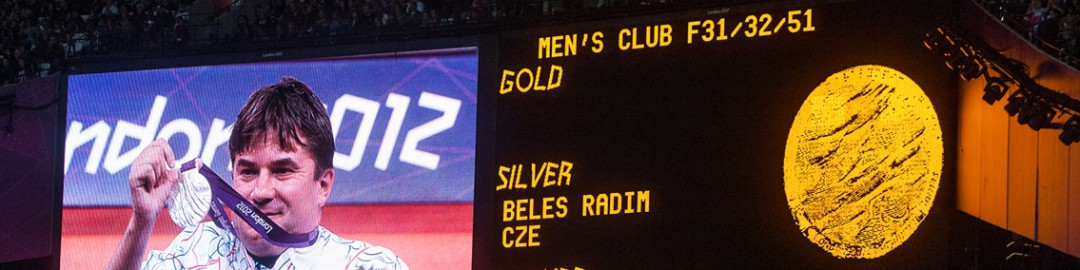 ndon 2012
London 2012
MEN'S CLUB F31/32/51
GOLD
SILVER
BELES RADIM
CZE